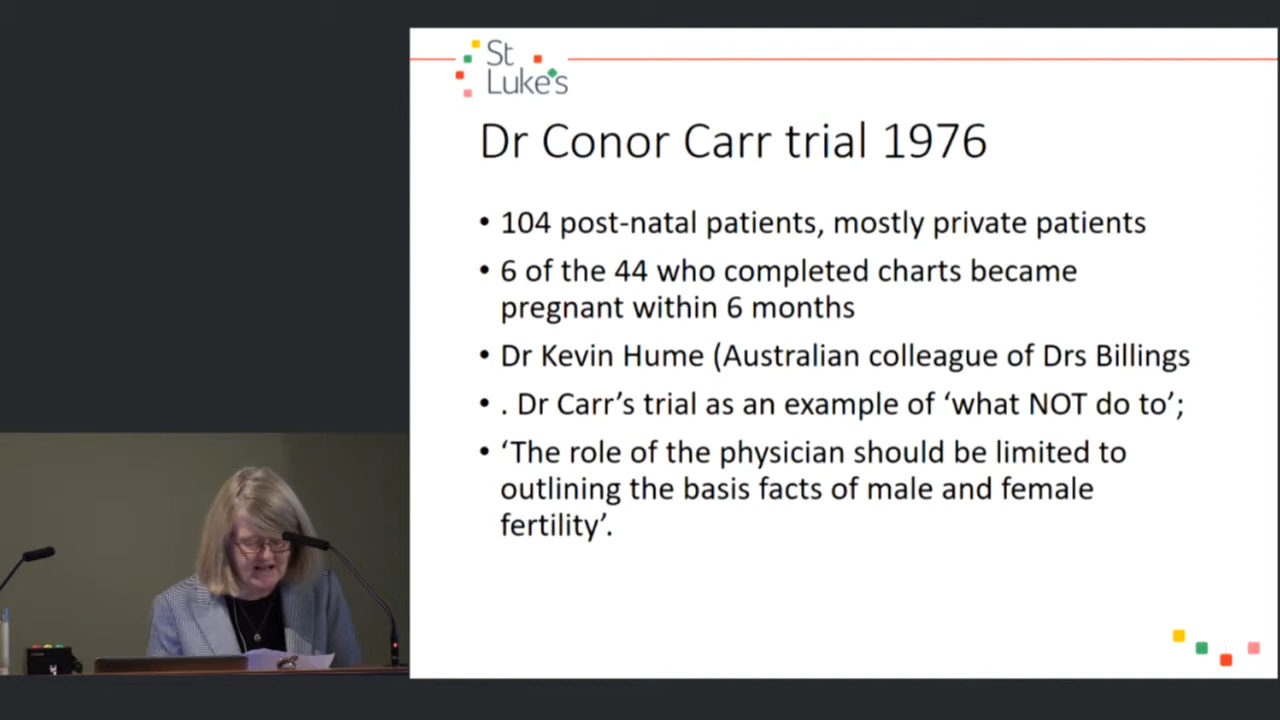 St
Luke's
Dr Conor Carr trial 1976
• 104 post-natal patients, mostly private patients
• 6 of the 44 who completed charts became
pregnant within 6 months
• Dr Kevin Hume (Australian colleague of Drs Billings
• . Dr Carr’s trial as an example of ‘what NOT do to’;
• ‘The role of the physician should be limited to
outlining the basis facts of male and female
fertility’.